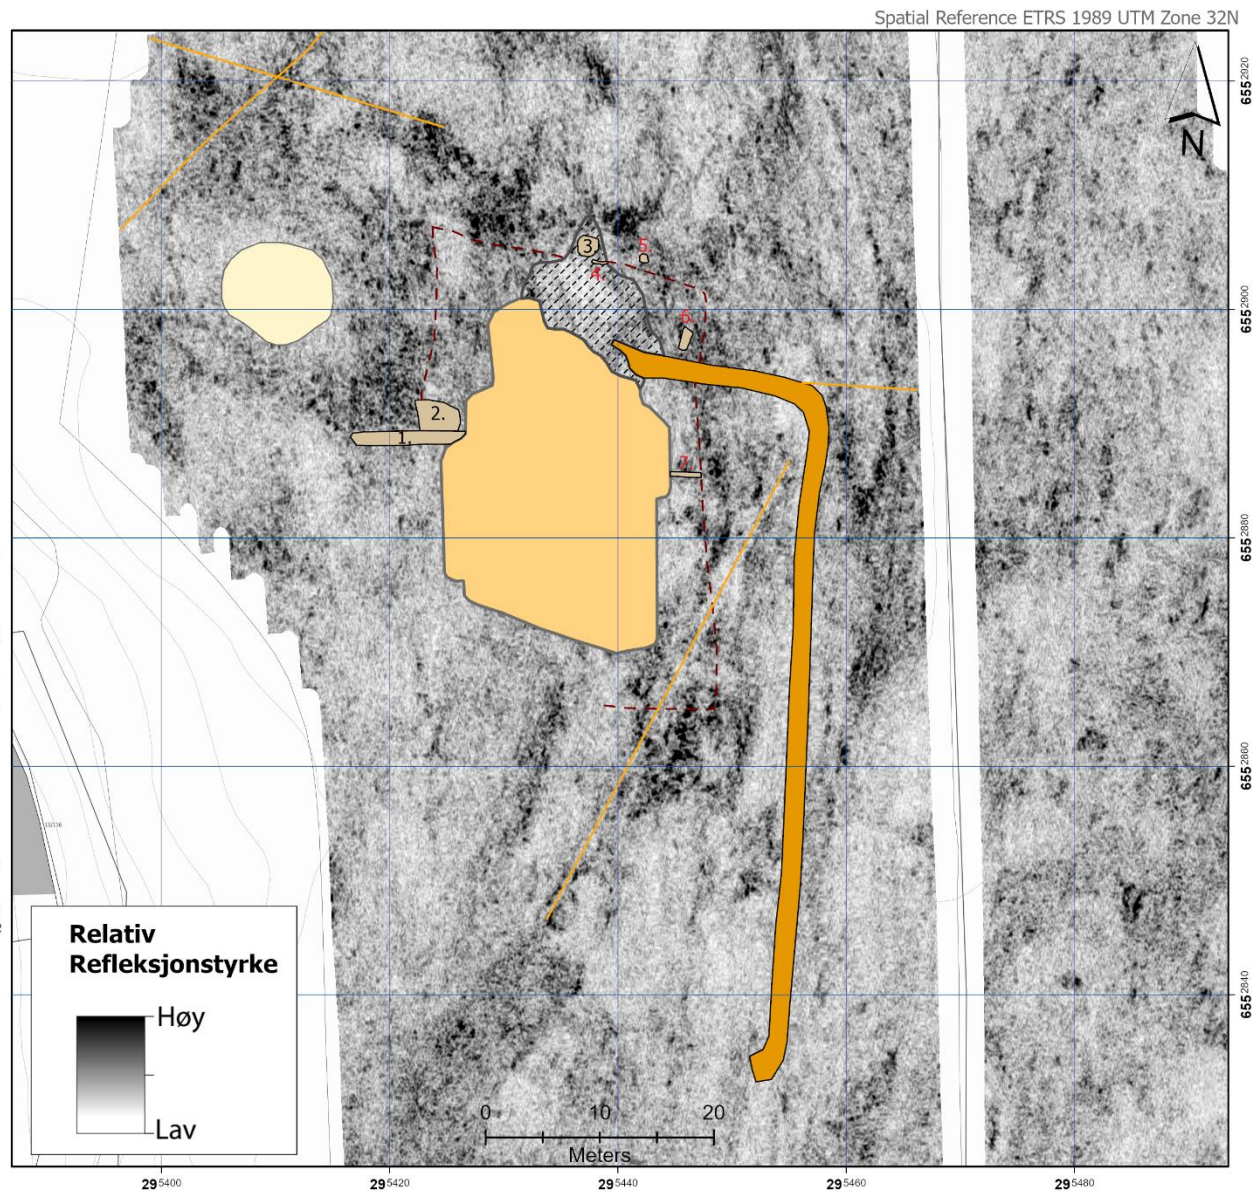 Spatial Reference ETRS 1989 UTM Zone 32N
6552920
N
3.
5.
4.
6552900
6.
2.
1.
7.
6552880
6552860
Relativ
Refleksjonstyrke
Høy
Lav
6552840
0 10 20
Meters
295400 295420 295440 295460 295480